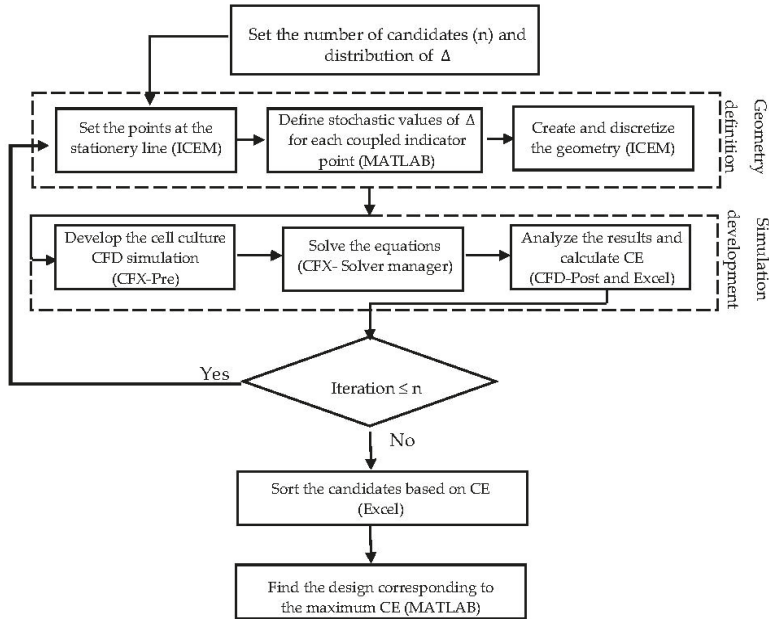 Set the number of candidates (n) and
distribution of Δ
Set the points at the
stationery line (ICEM)
Define stochastic values of Δ
for each coupled indicator
point (MATLAB)
Create and discretize
the geometry (ICEM)
Geometry
definition
Develop the cell culture
CFD simulation
(CFX-Pre)
Solve the equations
(CFX- Solver manager)
Analyze the results and
calculate CE
(CFD-Post and Excel)
Simulation
development
Yes
Iteration ≤ n
No
Sort the candidates based on CE
(Excel)
Find the design corresponding to
the maximum CE (MATLAB)